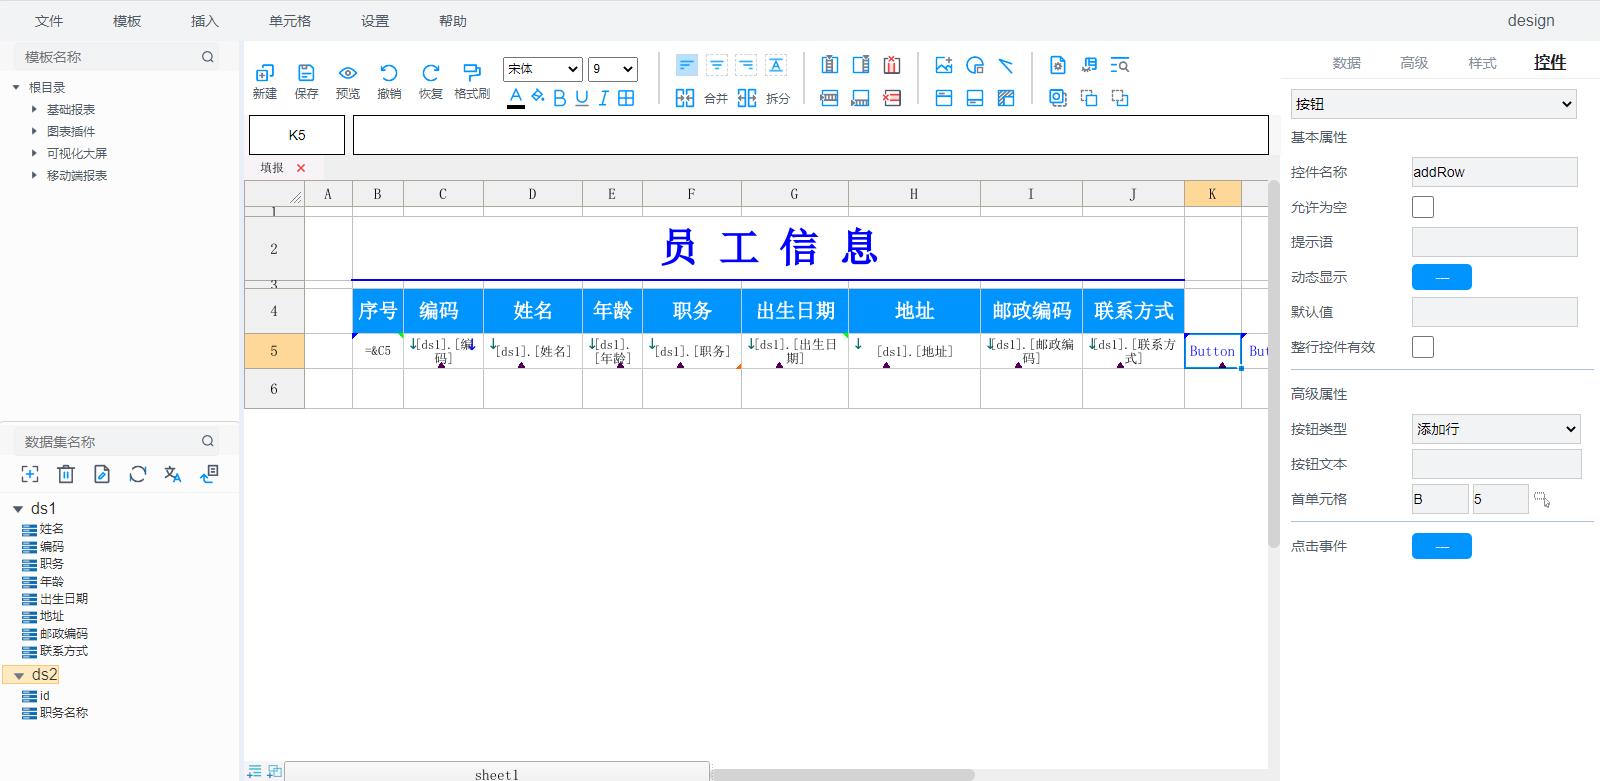 文件 模板 插入 单元格 设置 帮助 design
模板名称
根目录
基础报表
图表插件
可视化大屏
移动端报表
新建 保存 预览 撤销 恢复 格式刷
宋体 9
合并 拆分
K5
填报
A B C D E F G H I J K
1
2 员 工 信 息
3
4 序号 编码 姓名 年龄 职务 出生日期 地址 邮政编码 联系方式
5 =&C5 [ds1].[编码] [ds1].[姓名] [ds1].[年龄] [ds1].[职务] [ds1].[出生日期] [ds1].[地址] [ds1].[邮政编码] [ds1].[联系方式] Button But
6
数据集名称
ds1
姓名
编码
职务
年龄
出生日期
地址
邮政编码
联系方式
ds2
id
职务名称
sheet1
数据 高级 样式 控件
按钮
基本属性
控件名称 addRow
允许为空
提示语
动态显示 ...
默认值
整行控件有效
高级属性
按钮类型 添加行
按钮文本
首单元格 B 5
点击事件 ...